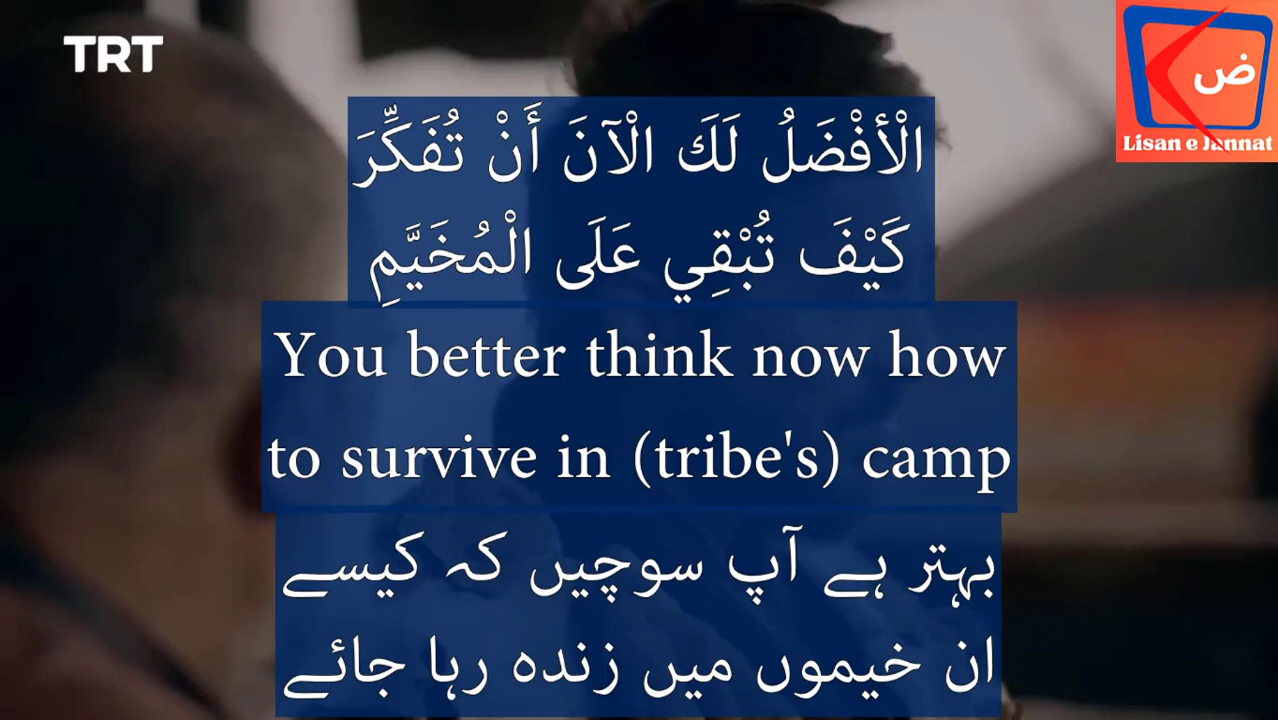 TRT
ض
Lisan e Jannat
الْأفْضَلُ لَكَ الْآنَ أَنْ تُفَكِّرَ
كَيْفَ تُبْقِي عَلَى الْمُخَيَّمِ
You better think now how
to survive in (tribe's) camp
بہتر ہے آپ سوچیں کہ کیسے
ان خیموں میں زندہ رہا جائے